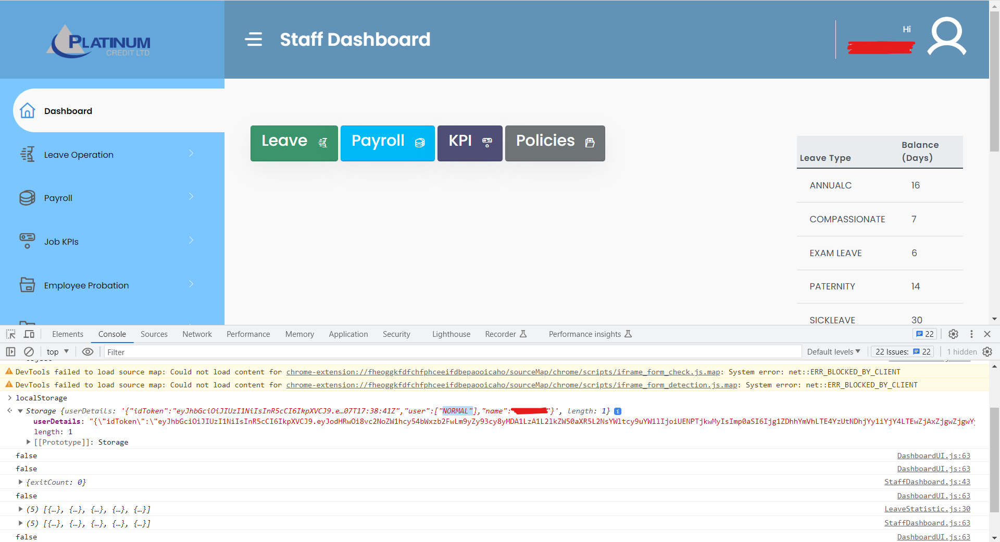 PLATINUM
CREDIT LTD
Staff Dashboard
Hi
Dashboard
Leave Operation
Payroll
Job KPIs
Employee Probation
Leave
Payroll
KPI
Policies
Leave Type
Balance
(Days)
ANNUALC 16
COMPASSIONATE 7
EXAM LEAVE 6
PATERNITY 14
SICKLEAVE 30
Elements Console Sources Network Performance Memory Application Security Lighthouse Recorder Performance insights 22
top Filter Default levels 22 Issues: 22 1 hidden
DevTools failed to load source map: Could not load content for chrome-extension://fheoggkfdfchfphceeifdbepaooicaho/sourceMap/chrome/scripts/iframe_form_check.js.map: System error: net::ERR_BLOCKED_BY_CLIENT
DevTools failed to load source map: Could not load content for chrome-extension://fheoggkfdfchfphceeifdbepaooicaho/sourceMap/chrome/scripts/iframe_form_detection.js.map: System error: net::ERR_BLOCKED_BY_CLIENT
localStorage
Storage {userDetails: '{"idToken":"eyJhbGciOiJIUzI1NiIsInR5cCI6IkpXVCJ9.e…07T17:38:41Z","user":["NORMAL"],"name":"}', length: 1}
userDetails: "{\"idToken\":\"
length: 1
[[Prototype]]: Storage
false DashboardUI.js:63
false DashboardUI.js:63
{exitCount: 0} StaffDashboard.js:43
false DashboardUI.js:63
(5) [{…}, {…}, {…}, {…}, {…}] LeaveStatistic.js:30
(5) [{…}, {…}, {…}, {…}, {…}] StaffDashboard.js:63
false DashboardUI.js:63